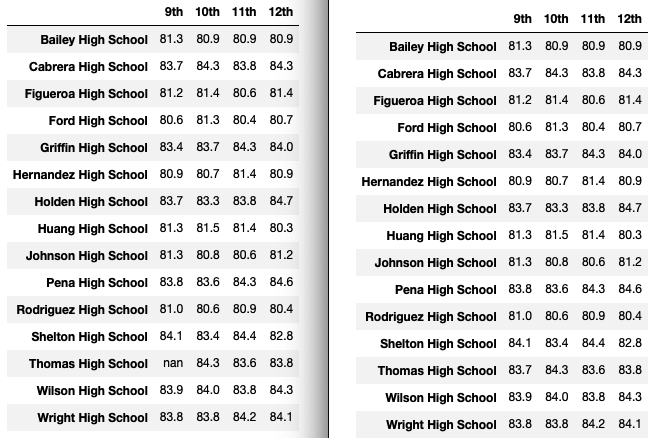 9th 10th 11th 12th
Bailey High School 81.3 80.9 80.9 80.9
Cabrera High School 83.7 84.3 83.8 84.3
Figueroa High School 81.2 81.4 80.6 81.4
Ford High School 80.6 81.3 80.4 80.7
Griffin High School 83.4 83.7 84.3 84.0
Hernandez High School 80.9 80.7 81.4 80.9
Holden High School 83.7 83.3 83.8 84.7
Huang High School 81.3 81.5 81.4 80.3
Johnson High School 81.3 80.8 80.6 81.2
Pena High School 83.8 83.6 84.3 84.6
Rodriguez High School 81.0 80.6 80.9 80.4
Shelton High School 84.1 83.4 84.4 82.8
Thomas High School nan 84.3 83.6 83.8
Wilson High School 83.9 84.0 83.8 84.3
Wright High School 83.8 83.8 84.2 84.1
9th 10th 11th 12th
Bailey High School 81.3 80.9 80.9 80.9
Cabrera High School 83.7 84.3 83.8 84.3
Figueroa High School 81.2 81.4 80.6 81.4
Ford High School 80.6 81.3 80.4 80.7
Griffin High School 83.4 83.7 84.3 84.0
Hernandez High School 80.9 80.7 81.4 80.9
Holden High School 83.7 83.3 83.8 84.7
Huang High School 81.3 81.5 81.4 80.3
Johnson High School 81.3 80.8 80.6 81.2
Pena High School 83.8 83.6 84.3 84.6
Rodriguez High School 81.0 80.6 80.9 80.4
Shelton High School 84.1 83.4 84.4 82.8
Thomas High School 83.7 84.3 83.6 83.8
Wilson High School 83.9 84.0 83.8 84.3
Wright High School 83.8 83.8 84.2 84.1